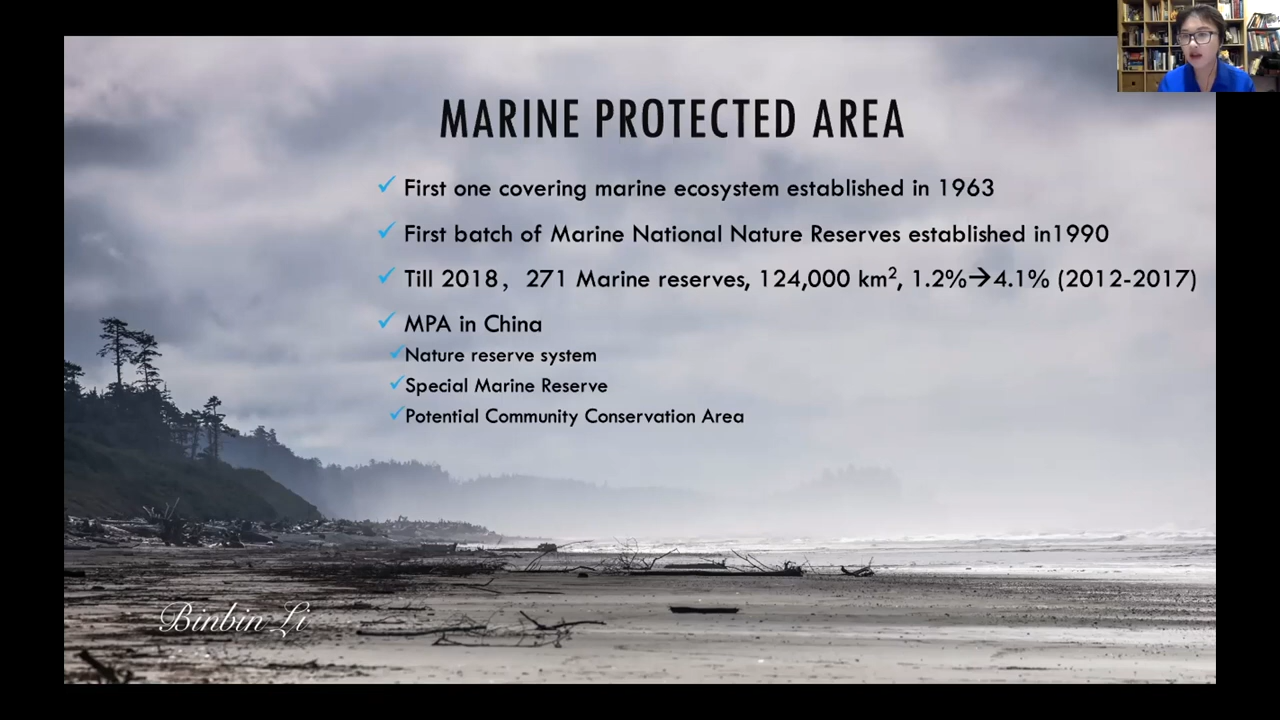 MARINE PROTECTED AREA
✓ First one covering marine ecosystem established in 1963
✓ First batch of Marine National Nature Reserves established in1990
✓ Till 2018，271 Marine reserves, 124,000 km², 1.2%→4.1% (2012-2017)
✓ MPA in China
✓Nature reserve system
✓Special Marine Reserve
✓Potential Community Conservation Area
Binbin Li